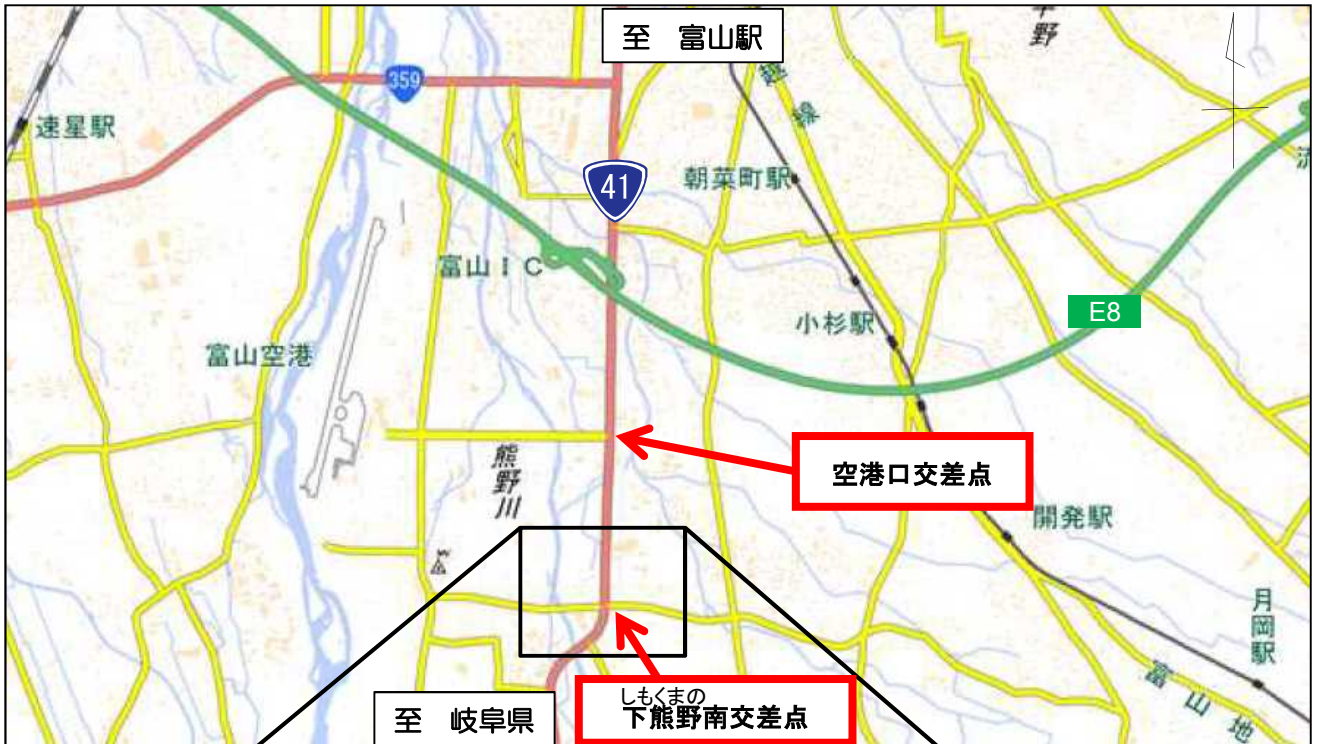 至　富山駅
359
速星駅
41
朝菜町駅
富山ＩＣ
小杉駅
E8
富山空港
空港口交差点
熊野川
開発駅
月岡駅
しもくまの
下熊野南交差点
至　岐阜県
富山地